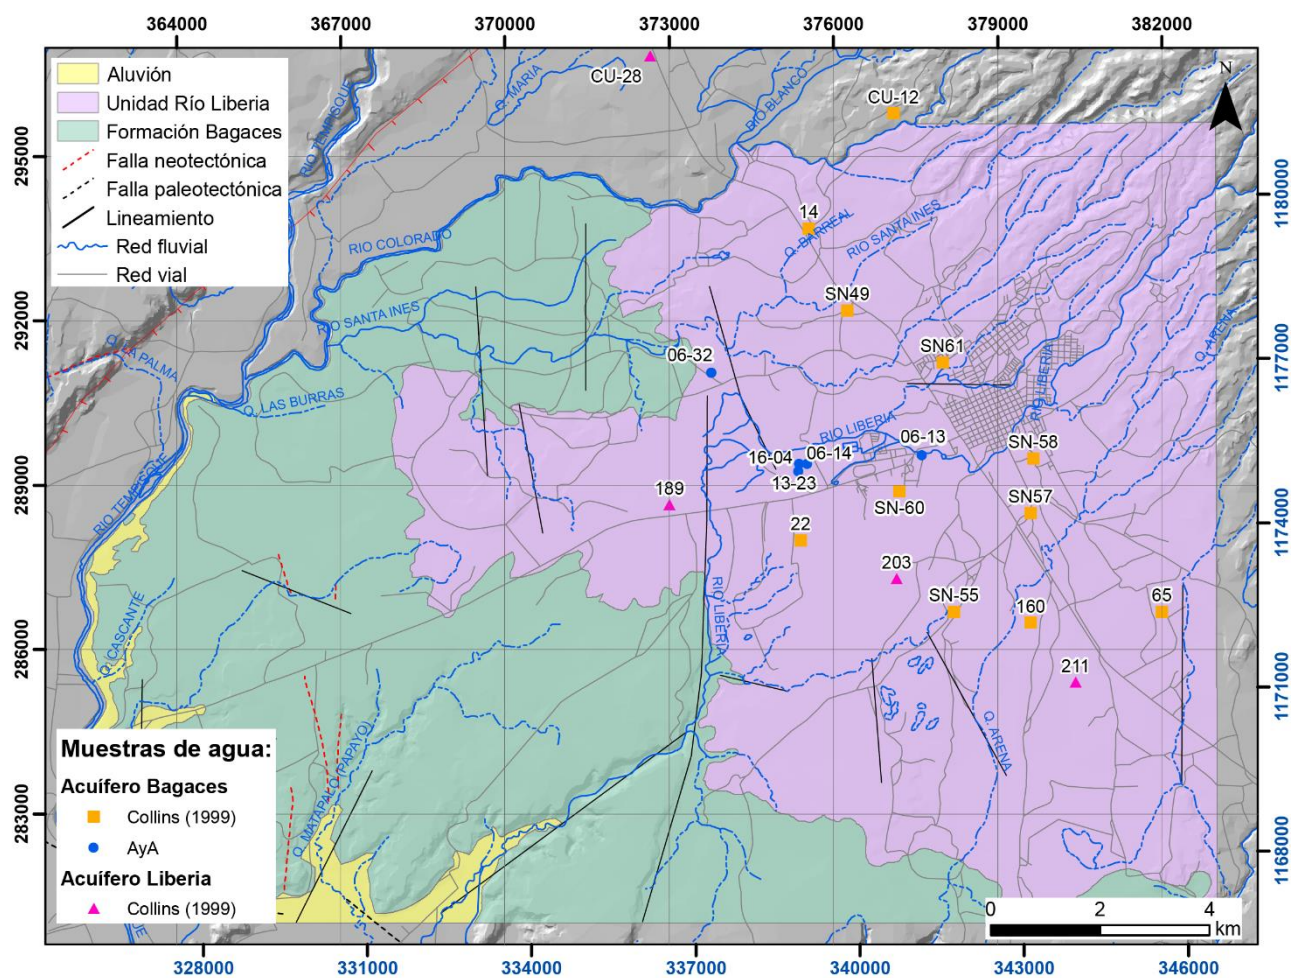 364000
367000
370000
373000
376000
379000
382000
Aluvión
Unidad Río Liberia
Formación Bagaces
Falla neotectónica
Falla paleotectónica
Lineamiento
Red fluvial
Red vial
N
CU-28
CU-12
Q. MARIA
RIO BLANCO
RIO TEMPISQUE
295000
1180000
14
Q. BARREAL
RIO SANTA INES
RIO COLORADO
SN49
292000
RIO SANTA INES
Q. ARENA
SN61
1177000
06-32
Q. LA PALMA
RIO LIBERIA
Q. LAS BURRAS
RIO LIBERIA
06-13
SN-58
16-04
06-14
13-23
289000
RIO TEMPISQUE
189
SN-60
SN57
1174000
22
203
SN-55
160
65
Q. CASCANTE
RIO LIBERIA
286000
211
1171000
Q. ARENA
Q. MATAPALO (PAPAYO)
283000
Muestras de agua:
Acuífero Bagaces
Collins (1999)
AyA
Acuífero Liberia
Collins (1999)
1168000
0
2
4
km
328000
331000
334000
337000
340000
343000
346000